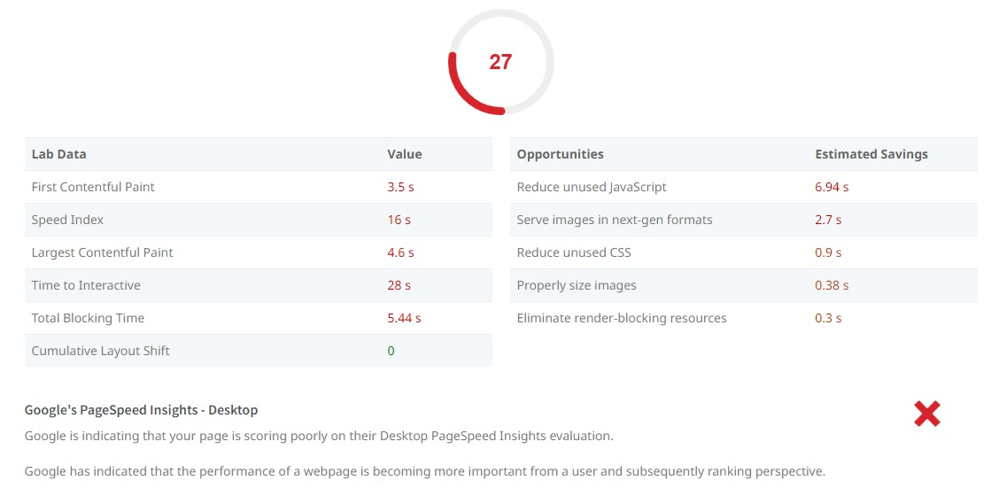 27
Lab Data Value
First Contentful Paint 3.5 s
Speed Index 16 s
Largest Contentful Paint 4.6 s
Time to Interactive 28 s
Total Blocking Time 5.44 s
Cumulative Layout Shift 0
Opportunities Estimated Savings
Reduce unused JavaScript 6.94 s
Serve images in next-gen formats 2.7 s
Reduce unused CSS 0.9 s
Properly size images 0.38 s
Eliminate render-blocking resources 0.3 s
Google's PageSpeed Insights - Desktop
Google is indicating that your page is scoring poorly on their Desktop PageSpeed Insights evaluation.
Google has indicated that the performance of a webpage is becoming more important from a user and subsequently ranking perspective.